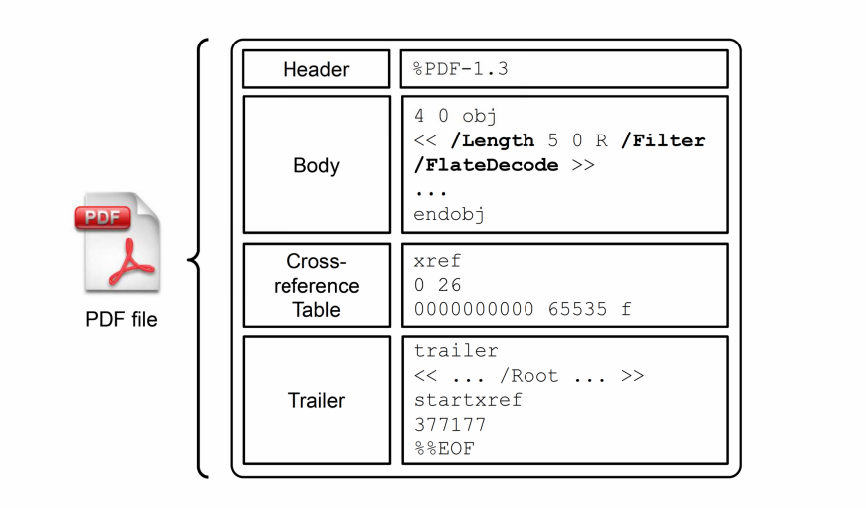 PDF
PDF file
Header
%PDF-1.3
Body
4 0 obj
<< /Length 5 0 R /Filter
/FlateDecode >>
...
endobj
Cross-
reference
Table
xref
0 26
0000000000 65535 f
Trailer
trailer
<< ... /Root ... >>
startxref
377177
%%EOF